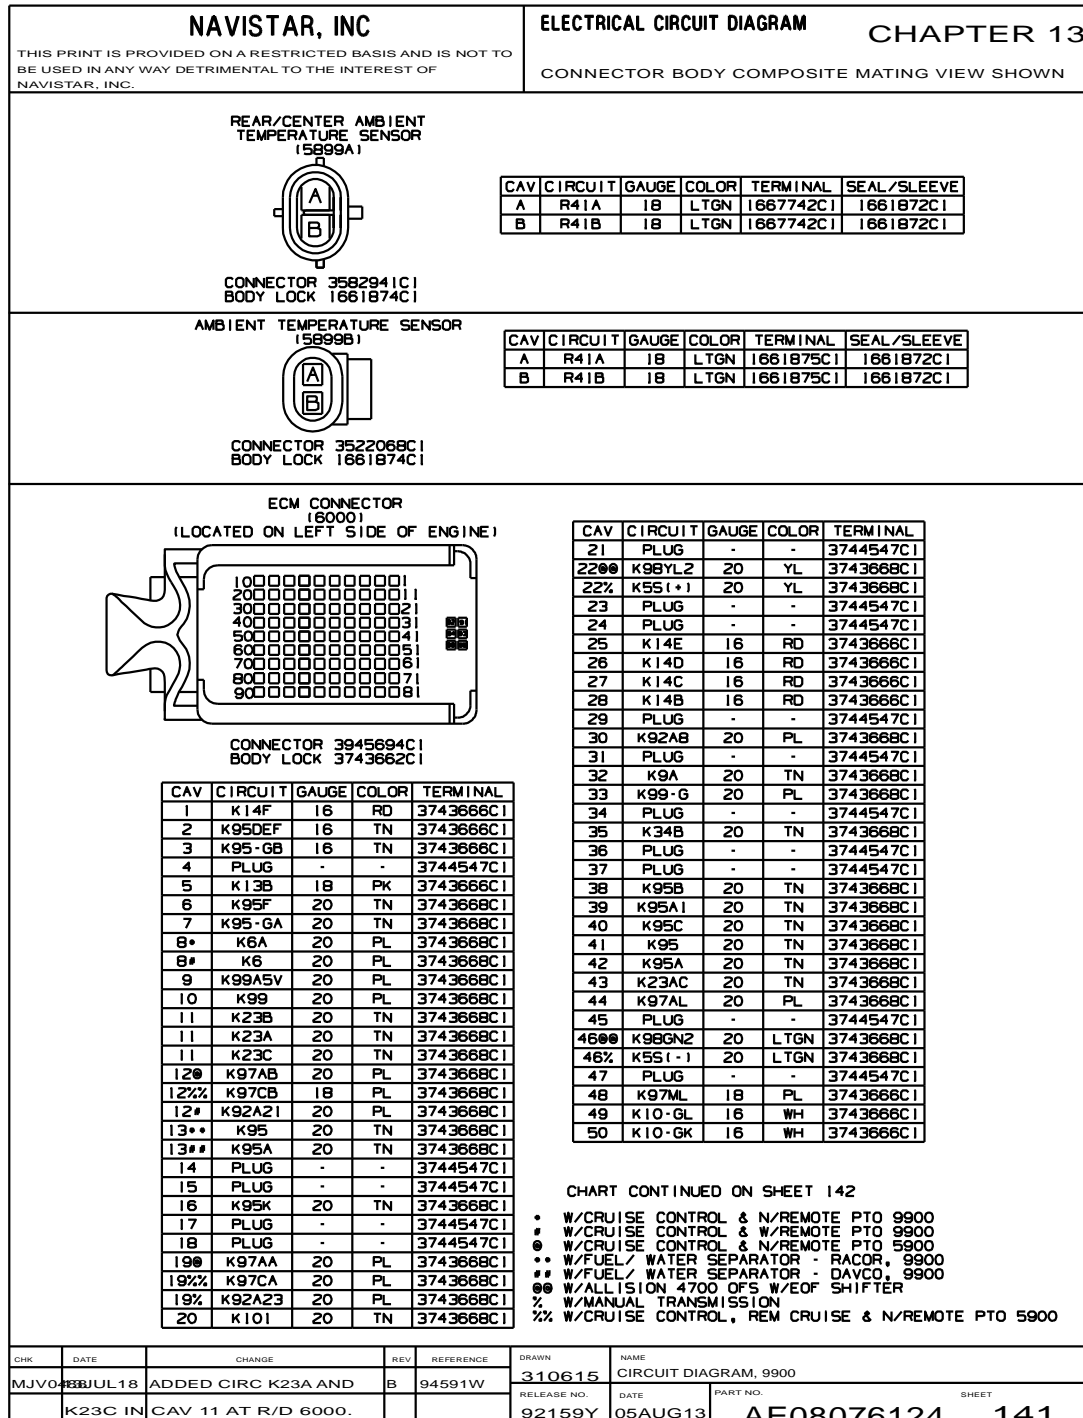 NAVISTAR, INC
THIS PRINT IS PROVIDED ON A RESTRICTED BASIS AND IS NOT TO
BE USED IN ANY WAY DETRIMENTAL TO THE INTEREST OF
NAVISTAR, INC.
ELECTRICAL CIRCUIT DIAGRAM
CHAPTER 13
CONNECTOR BODY COMPOSITE MATING VIEW SHOWN
REAR/CENTER AMBIENT
TEMPERATURE SENSOR
(5899A)
A
B
CONNECTOR 3582941C1
BODY LOCK 1661874C1
CAV CIRCUIT GAUGE COLOR TERMINAL SEAL/SLEEVE
A R41A 18 LTGN 1667742C1 1661872C1
B R41B 18 LTGN 1667742C1 1661872C1
AMBIENT TEMPERATURE SENSOR
(5899B)
A
B
CONNECTOR 3522068C1
BODY LOCK 1661874C1
CAV CIRCUIT GAUGE COLOR TERMINAL SEAL/SLEEVE
A R41A 18 LTGN 1661875C1 1661872C1
B R41B 18 LTGN 1661875C1 1661872C1
ECM CONNECTOR
(6000)
(LOCATED ON LEFT SIDE OF ENGINE)
10 1
20 11
30 21
40 31
50 41
60 51
70 61
80 71
90 81
CONNECTOR 3945694C1
BODY LOCK 3743662C1
CAV CIRCUIT GAUGE COLOR TERMINAL
1 K14F 16 RD 3743666C1
2 K95DEF 16 TN 3743666C1
3 K95-GB 16 TN 3743666C1
4 PLUG - - 3744547C1
5 K13B 18 PK 3743666C1
6 K95F 20 TN 3743668C1
7 K95-GA 20 TN 3743668C1
8* K6A 20 PL 3743668C1
8# K6 20 PL 3743668C1
9 K99A5V 20 PL 3743668C1
10 K99 20 PL 3743668C1
11 K23B 20 TN 3743668C1
11 K23A 20 TN 3743668C1
11 K23C 20 TN 3743668C1
12@ K97AB 20 PL 3743668C1
12%% K97CB 18 PL 3743668C1
12# K92A21 20 PL 3743668C1
13** K95 20 TN 3743668C1
13## K95A 20 TN 3743668C1
14 PLUG - - 3744547C1
15 PLUG - - 3744547C1
16 K95K 20 TN 3743668C1
17 PLUG - - 3744547C1
18 PLUG - - 3744547C1
19@ K97AA 20 PL 3743668C1
19%% K97CA 20 PL 3743668C1
19% K92A23 20 PL 3743668C1
20 K101 20 TN 3743668C1
CAV CIRCUIT GAUGE COLOR TERMINAL
21 PLUG - - 3744547C1
22@@ K98YL2 20 YL 3743668C1
22% K5S(+) 20 YL 3743668C1
23 PLUG - - 3744547C1
24 PLUG - - 3744547C1
25 K14E 16 RD 3743666C1
26 K14D 16 RD 3743666C1
27 K14C 16 RD 3743666C1
28 K14B 16 RD 3743666C1
29 PLUG - - 3744547C1
30 K92AB 20 PL 3743668C1
31 PLUG - - 3744547C1
32 K9A 20 TN 3743668C1
33 K99-G 20 PL 3743668C1
34 PLUG - - 3744547C1
35 K34B 20 TN 3743668C1
36 PLUG - - 3744547C1
37 PLUG - - 3744547C1
38 K95B 20 TN 3743668C1
39 K95A1 20 TN 3743668C1
40 K95C 20 TN 3743668C1
41 K95 20 TN 3743668C1
42 K95A 20 TN 3743668C1
43 K23AC 20 TN 3743668C1
44 K97AL 20 PL 3743668C1
45 PLUG - - 3744547C1
46@@ K98GN2 20 LTGN 3743668C1
46% K5S(-) 20 LTGN 3743668C1
47 PLUG - - 3744547C1
48 K97ML 18 PL 3743666C1
49 K10-GL 16 WH 3743666C1
50 K10-GK 16 WH 3743666C1
CHART CONTINUED ON SHEET 142
* W/CRUISE CONTROL & N/REMOTE PTO 9900
# W/CRUISE CONTROL & W/REMOTE PTO 9900
@ W/CRUISE CONTROL & N/REMOTE PTO 5900
** W/FUEL/ WATER SEPARATOR - RACOR, 9900
## W/FUEL/ WATER SEPARATOR - DAVCO, 9900
@@ W/ALLISION 4700 OFS W/EOF SHIFTER
% W/MANUAL TRANSMISSION
%% W/CRUISE CONTROL, REM CRUISE & N/REMOTE PTO 5900
CHK DATE CHANGE REV REFERENCE
JUL18 ADDED CIRC K23A AND B 94591W
K23C IN CAV 11 AT R/D 6000.
DRAWN
310615
NAME
CIRCUIT DIAGRAM, 9900
RELEASE NO.
92159Y
DATE
05AUG13
PART NO.
AE08076124
SHEET
141